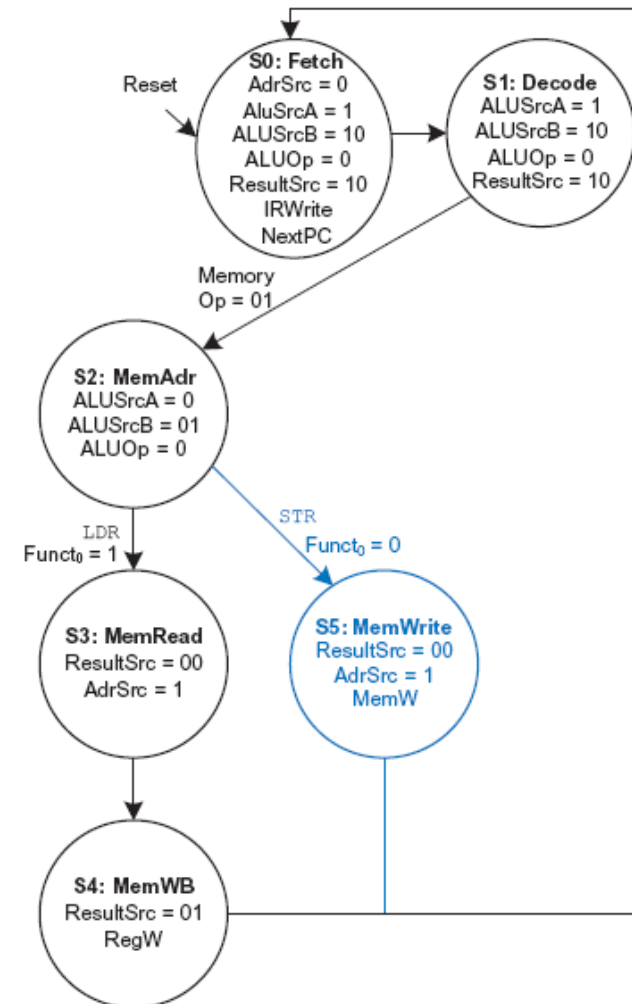 Reset
S0: Fetch
AdrSrc = 0
AluSrcA = 1
ALUSrcB = 10
ALUOp = 0
ResultSrc = 10
IRWrite
NextPC
S1: Decode
ALUSrcA = 1
ALUSrcB = 10
ALUOp = 0
ResultSrc = 10
Memory
Op = 01
S2: MemAdr
ALUSrcA = 0
ALUSrcB = 01
ALUOp = 0
LDR
Funct₀ = 1
STR
Funct₀ = 0
S3: MemRead
ResultSrc = 00
AdrSrc = 1
S5: MemWrite
ResultSrc = 00
AdrSrc = 1
MemW
S4: MemWB
ResultSrc = 01
RegW